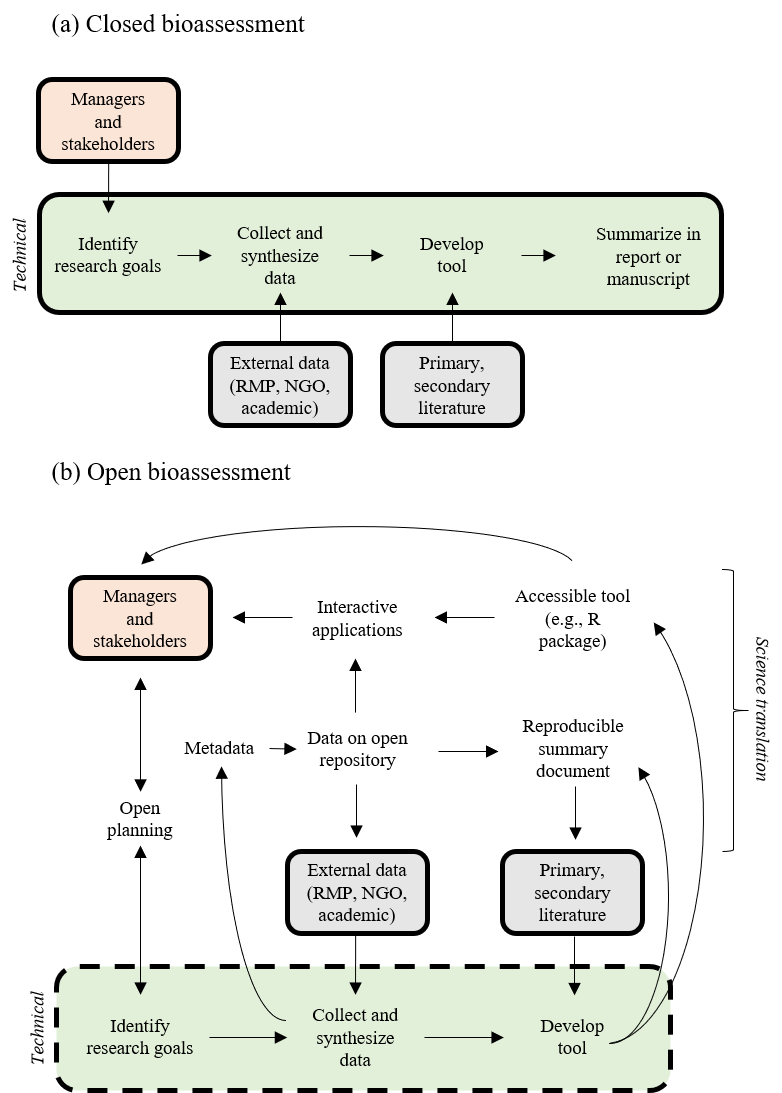 (a) Closed bioassessment
Managers
and
stakeholders
Technical
Identify
research goals
Collect and
synthesize
data
Develop
tool
Summarize in
report or
manuscript
External data
(RMP, NGO,
academic)
Primary,
secondary
literature
(b) Open bioassessment
Managers
and
stakeholders
Interactive
applications
Accessible tool
(e.g., R
package)
Science translation
Metadata
Data on open
repository
Reproducible
summary
document
Open
planning
External data
(RMP, NGO,
academic)
Primary,
secondary
literature
Technical
Identify
research goals
Collect and
synthesize
data
Develop
tool